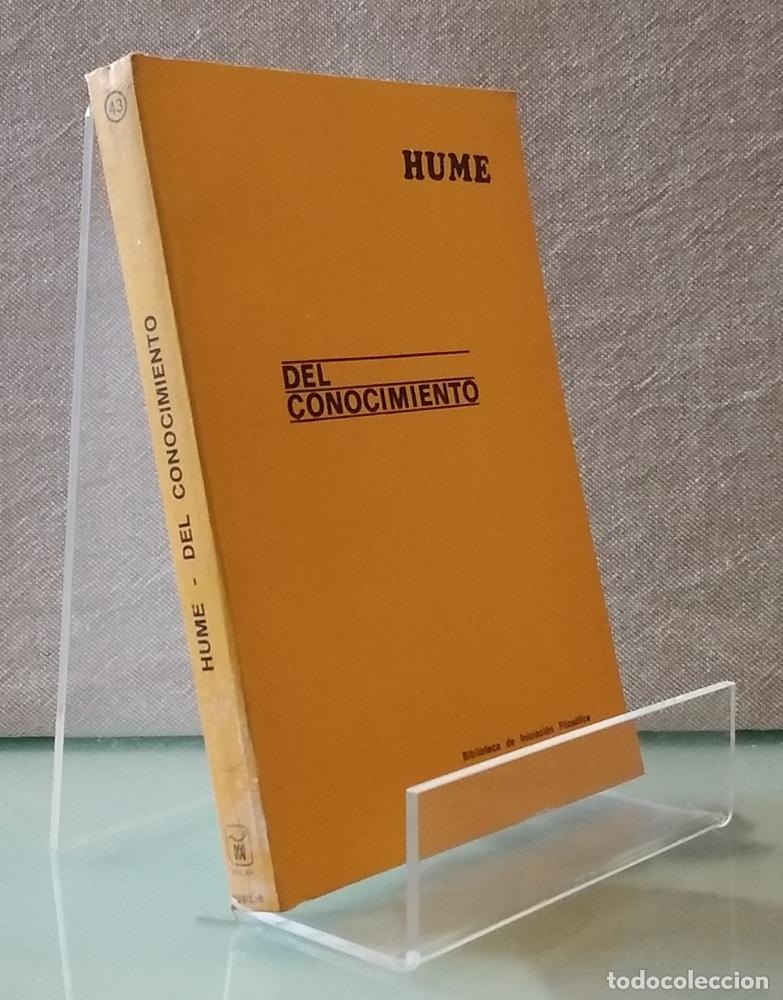 HUME
DEL
CONOCIMIENTO
Biblioteca de Iniciación Filosófica
43
HUME - DEL CONOCIMIENTO
todocoleccion